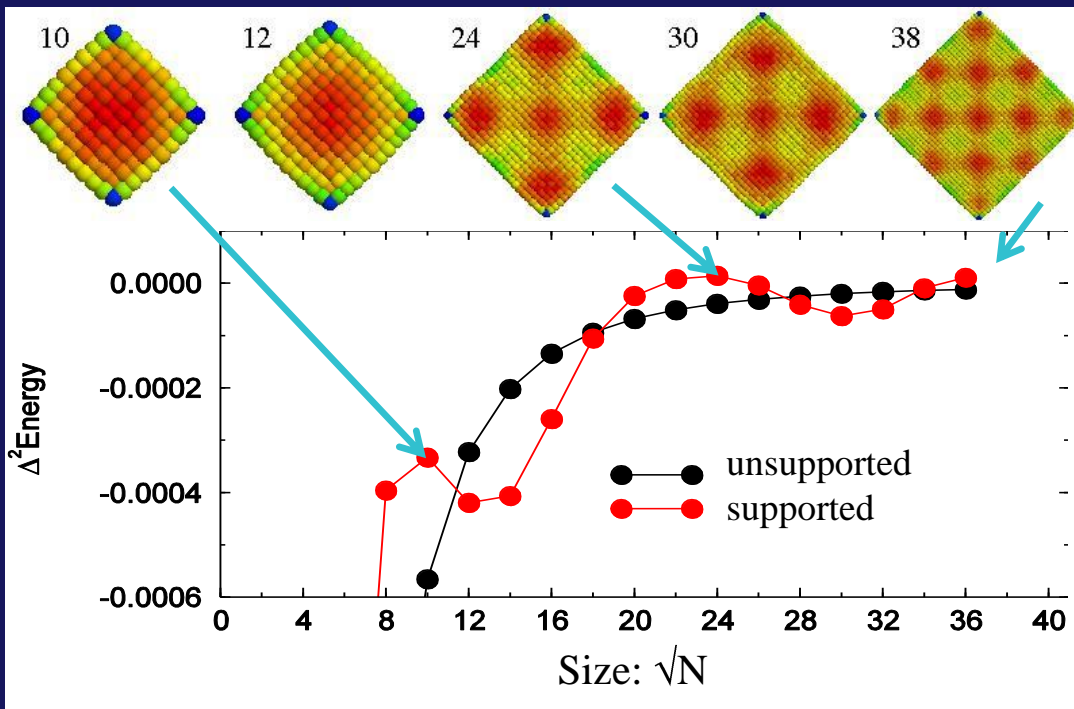 10 12 24 30 38
0.0000
-0.0002
-0.0004
-0.0006
Δ²Energy
unsupported
supported
0 4 8 12 16 20 24 28 32 36 40
Size: √N